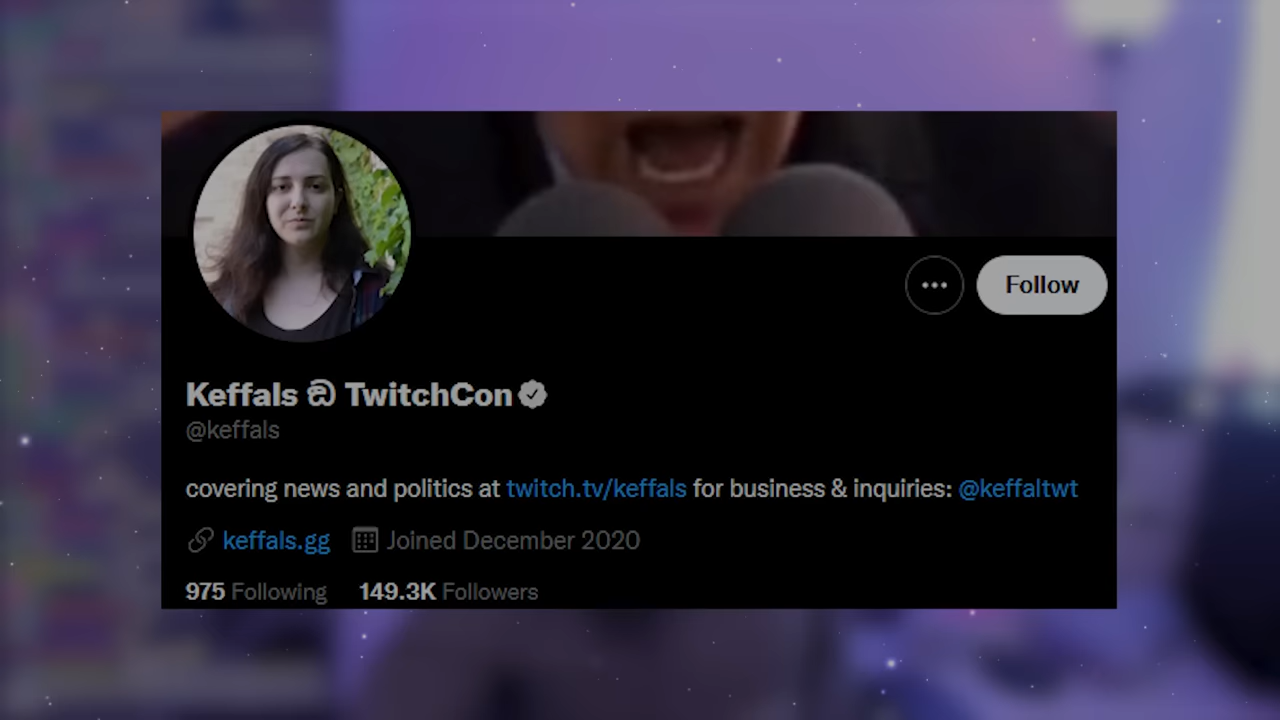 Follow
Keffals ඞ TwitchCon
@keffals
covering news and politics at twitch.tv/keffals for business & inquiries: @keffaltwt
keffals.gg Joined December 2020
975 Following 149.3K Followers